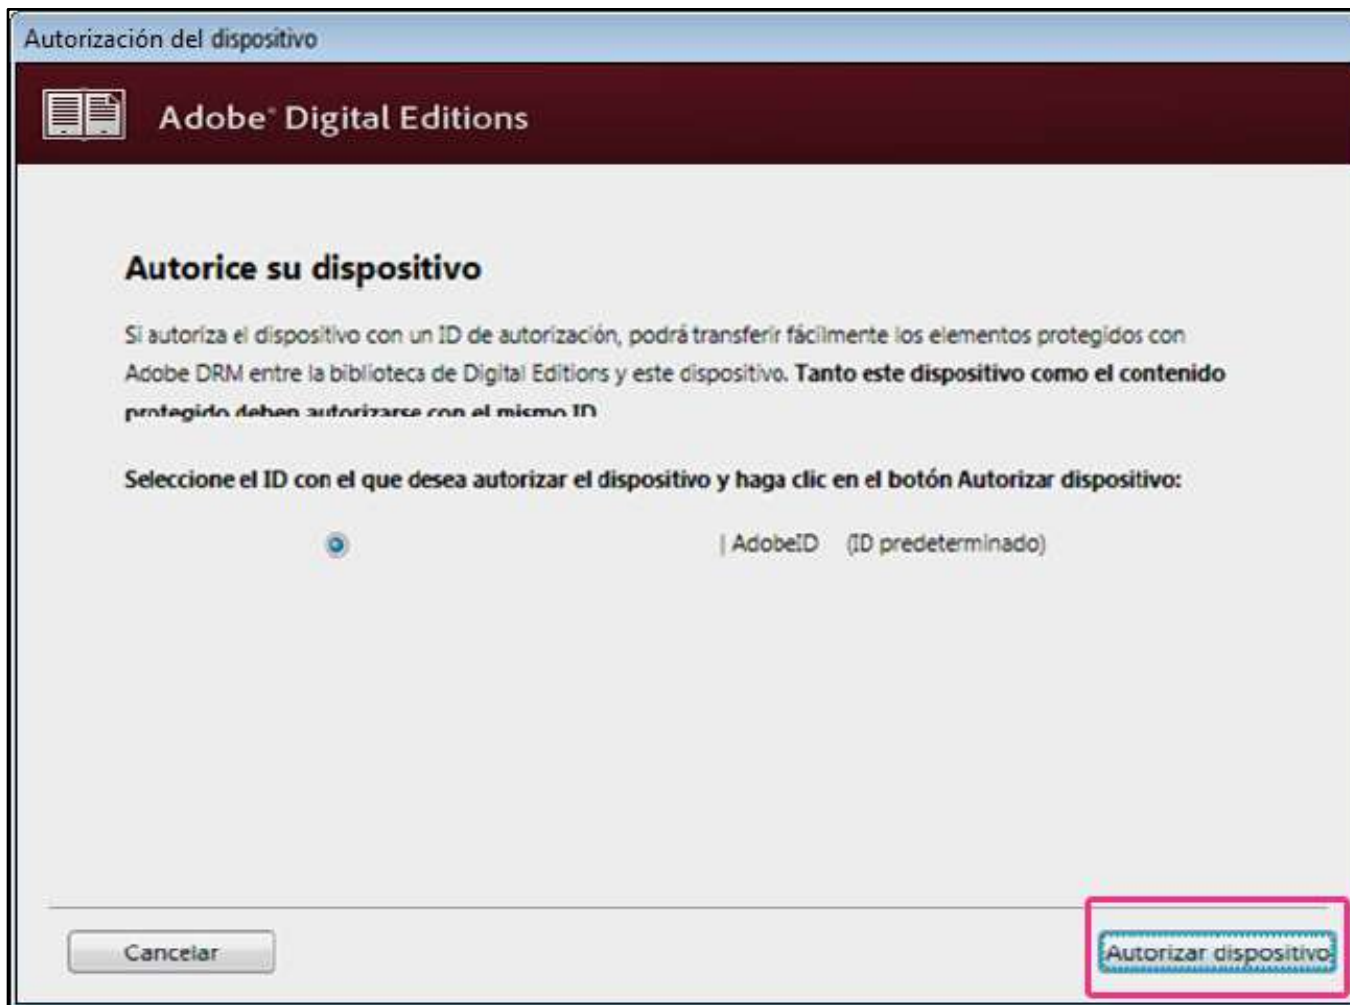 Autorización del dispositivo
Adobe® Digital Editions
Autorice su dispositivo
Si autoriza el dispositivo con un ID de autorización, podrá transferir fácilmente los elementos protegidos con
Adobe DRM entre la biblioteca de Digital Editions y este dispositivo. Tanto este dispositivo como el contenido
protegido deben autorizarse con el mismo ID
Seleccione el ID con el que desea autorizar el dispositivo y haga clic en el botón Autorizar dispositivo:
| AdobeID (ID predeterminado)
Cancelar
Autorizar dispositivo